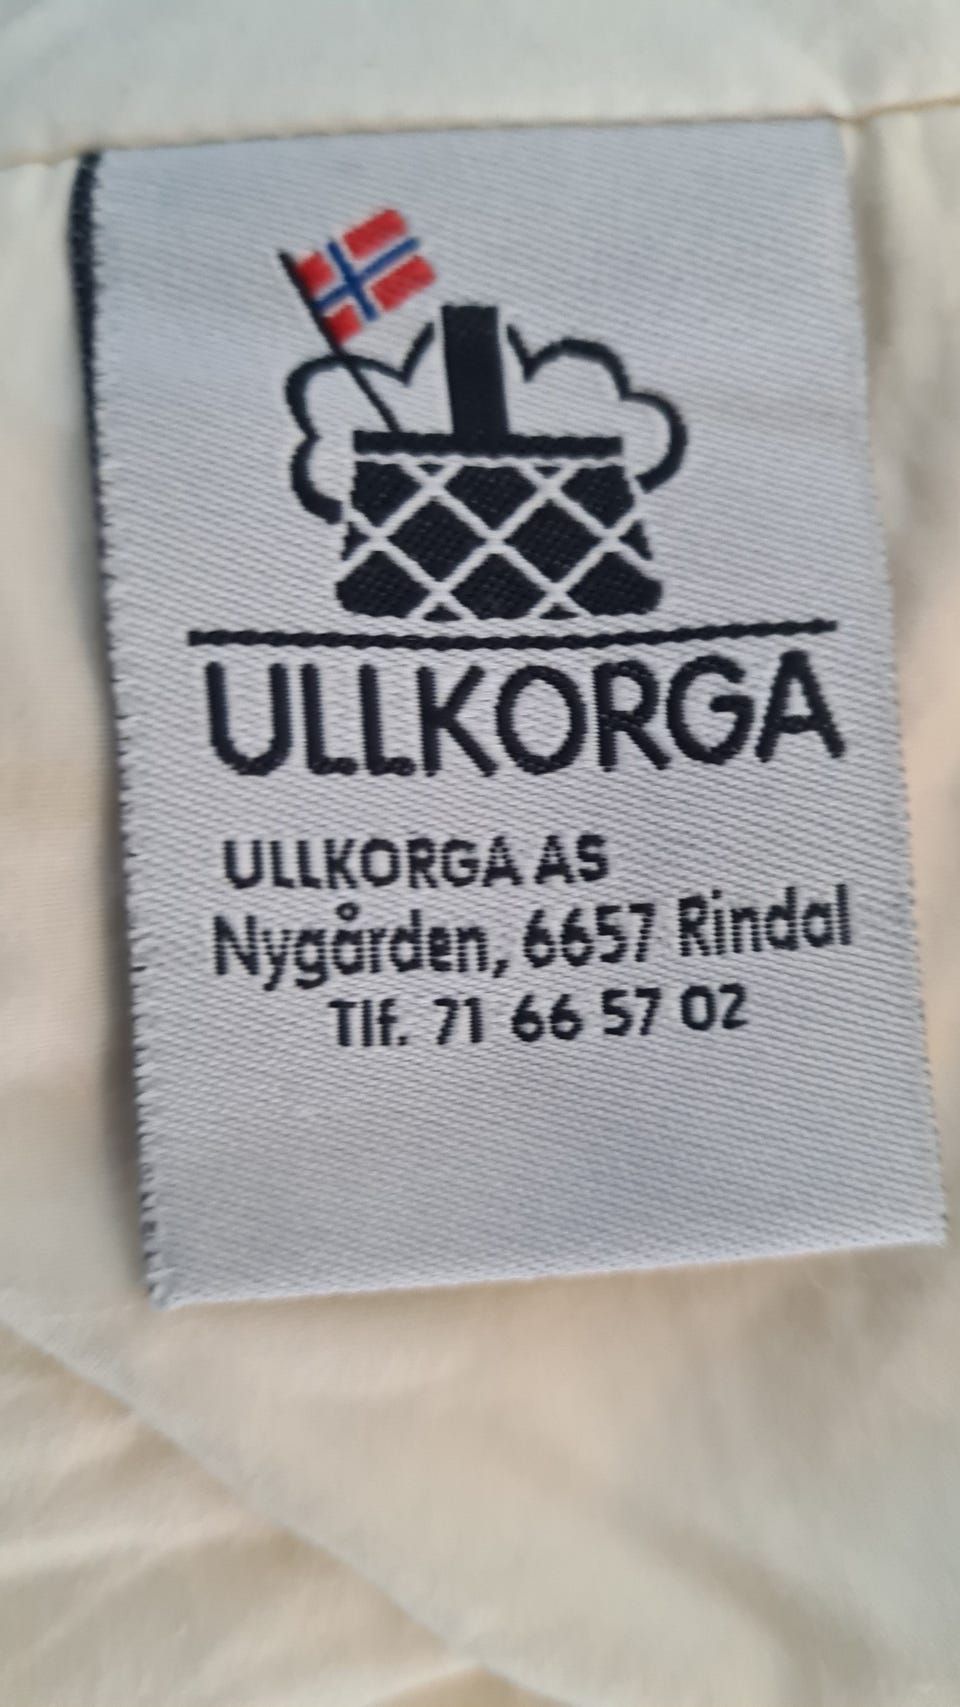 ULLKORGA
ULLKORGA AS
Nygården, 6657 Rindal
Tlf. 71 66 57 02